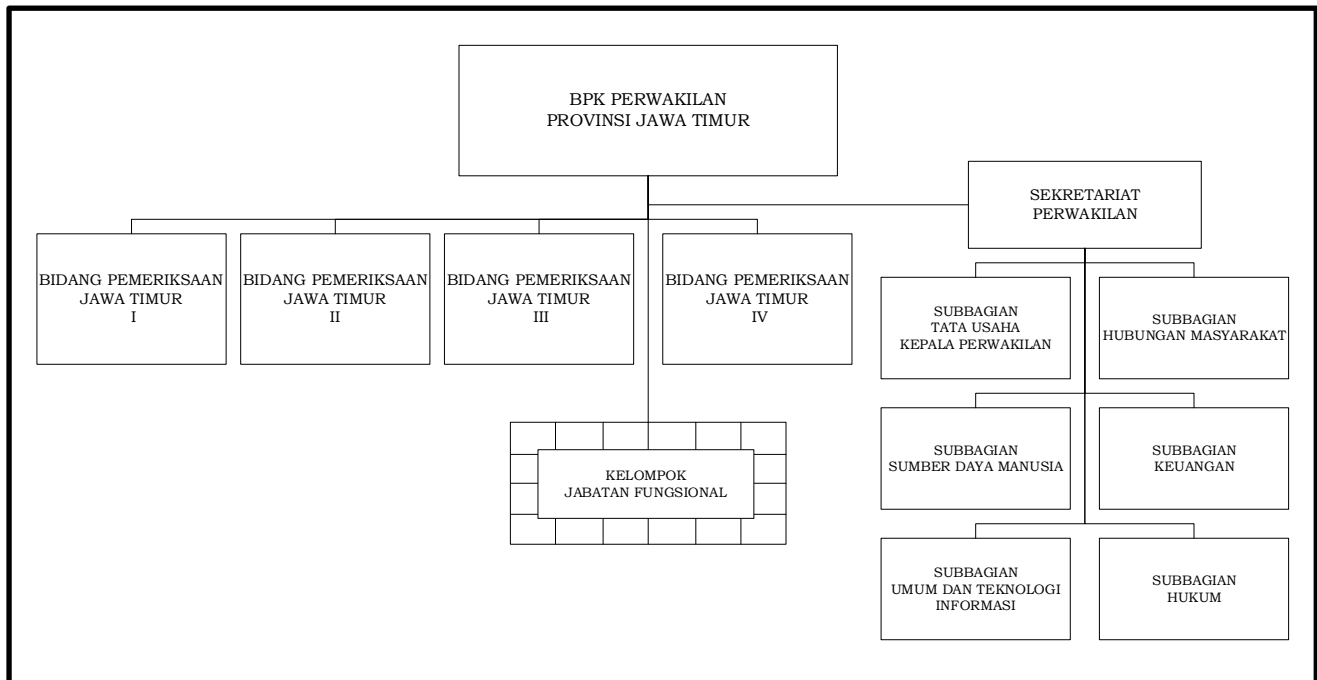 BPK PERWAKILAN
PROVINSI JAWA TIMUR
SEKRETARIAT
PERWAKILAN
BIDANG PEMERIKSAAN
JAWA TIMUR
I
BIDANG PEMERIKSAAN
JAWA TIMUR
II
BIDANG PEMERIKSAAN
JAWA TIMUR
III
BIDANG PEMERIKSAAN
JAWA TIMUR
IV
SUBBAGIAN
TATA USAHA
KEPALA PERWAKILAN
SUBBAGIAN
HUBUNGAN MASYARAKAT
KELOMPOK
JABATAN FUNGSIONAL
SUBBAGIAN
SUMBER DAYA MANUSIA
SUBBAGIAN
KEUANGAN
SUBBAGIAN
UMUM DAN TEKNOLOGI
INFORMASI
SUBBAGIAN
HUKUM